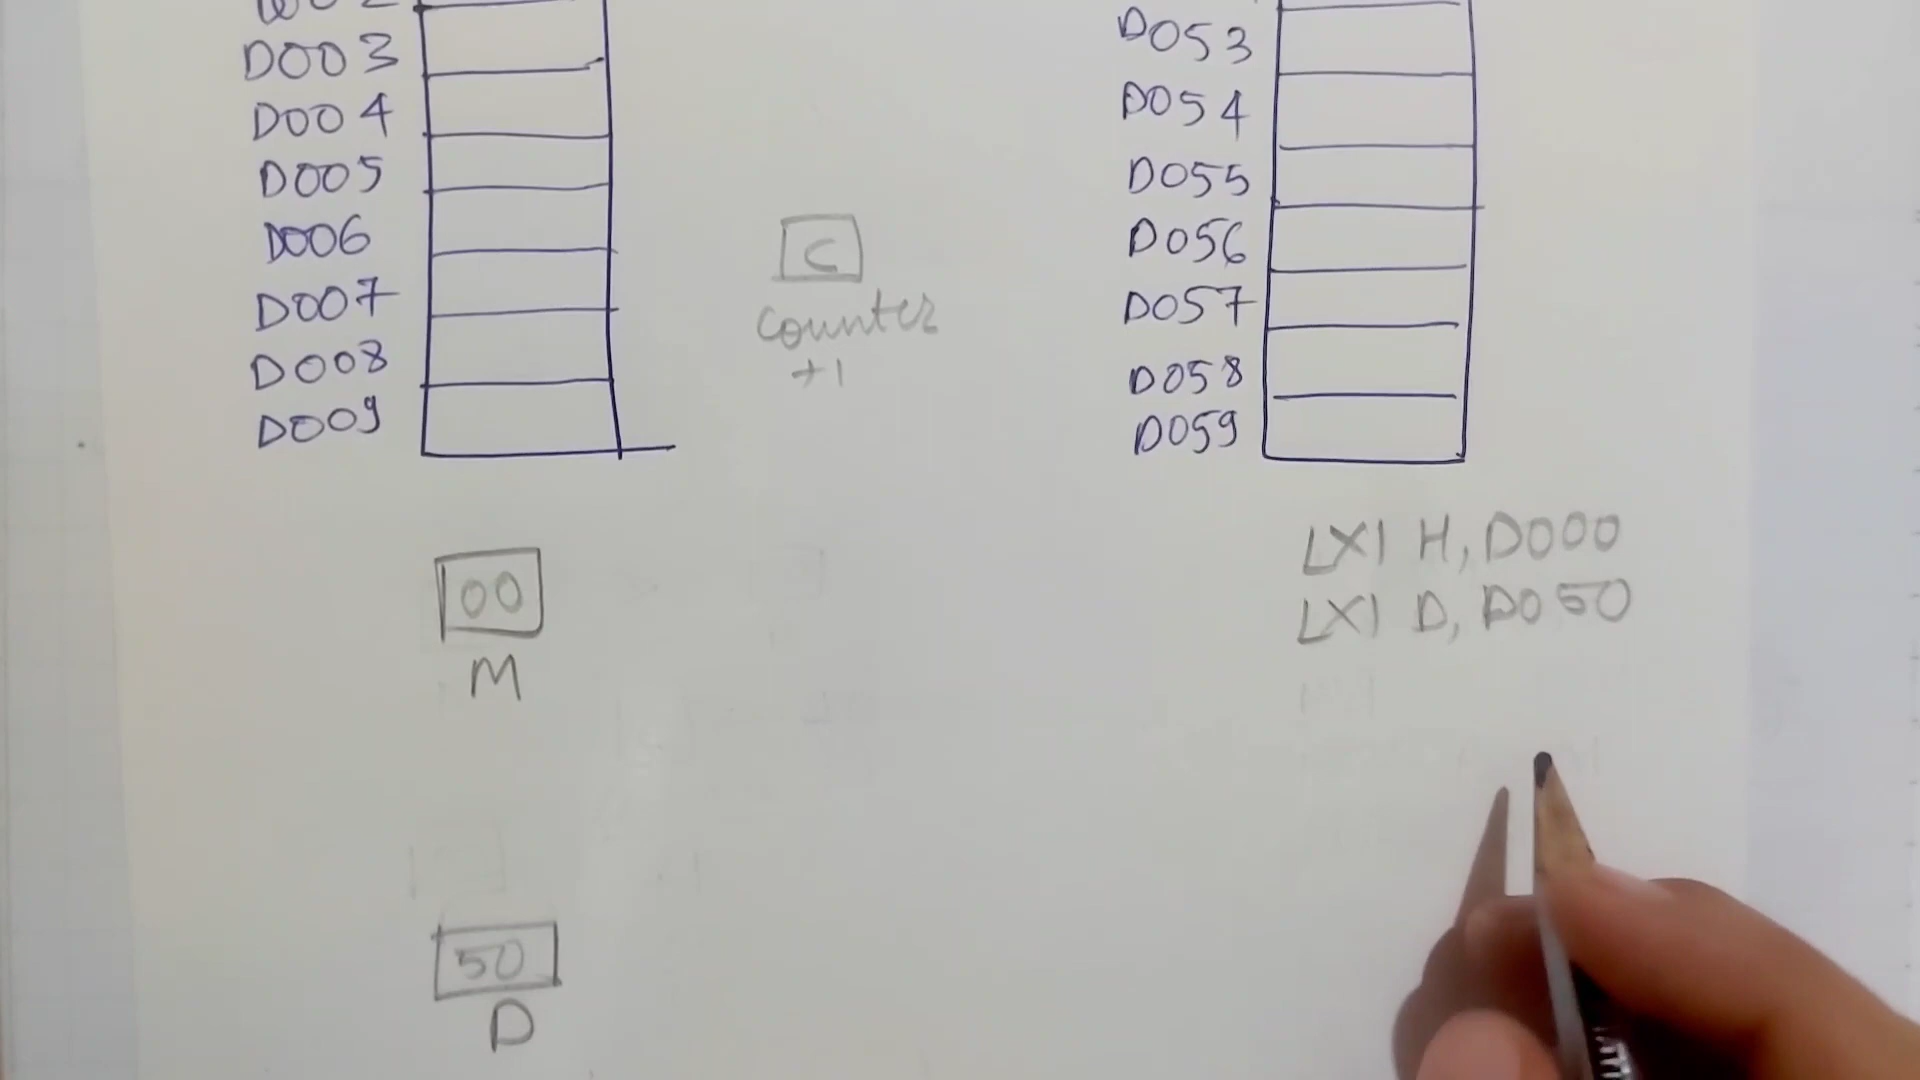 D003
D004
D005
D006
D007
D008
D009
C
counter
+1
D053
D054
D055
D056
D057
D058
D059
LXI H, D000
LXI D, D050
00
M
50
D